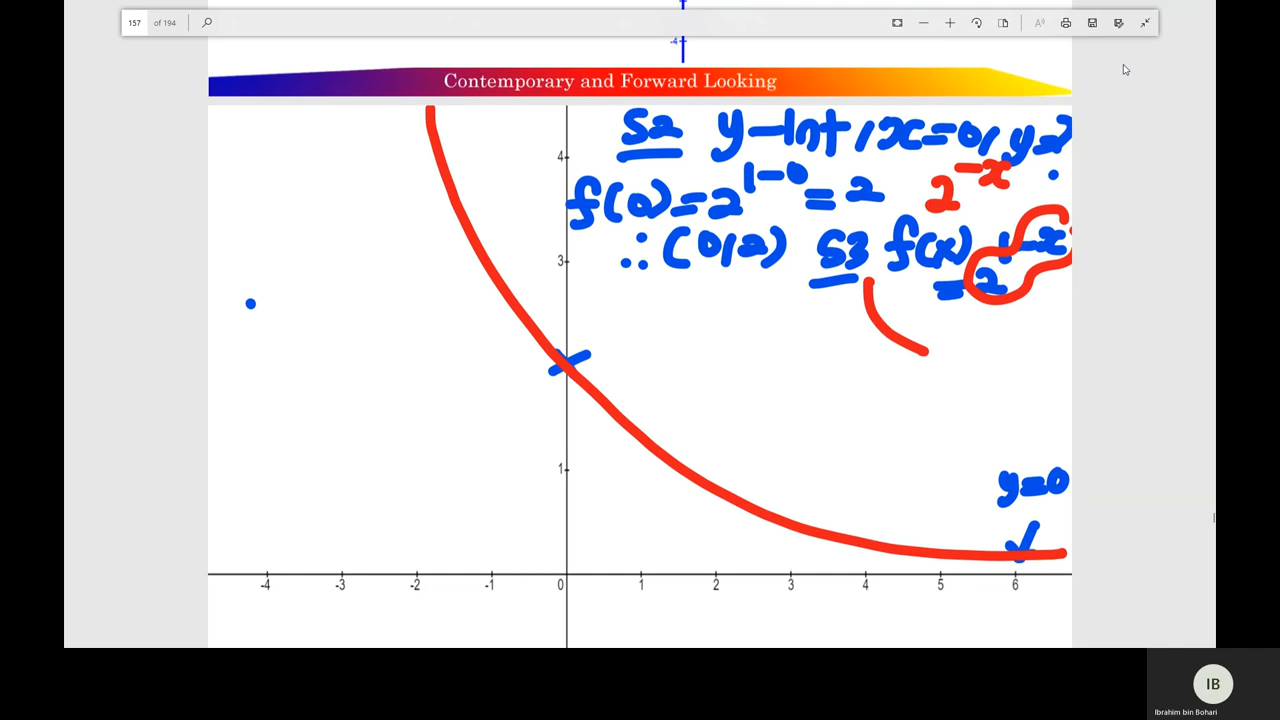 157 of 194
-4
Contemporary and Forward Looking
S2 y-int, x=0, y=?
f(0)=2^1-0 = 2
2^-x
∴ (0,2) S3 f(x) = 2^1-x
4
3
1
y=0
-4 -3 -2 -1 0 1 2 3 4 5 6
IB
Ibrahim bin Bohari